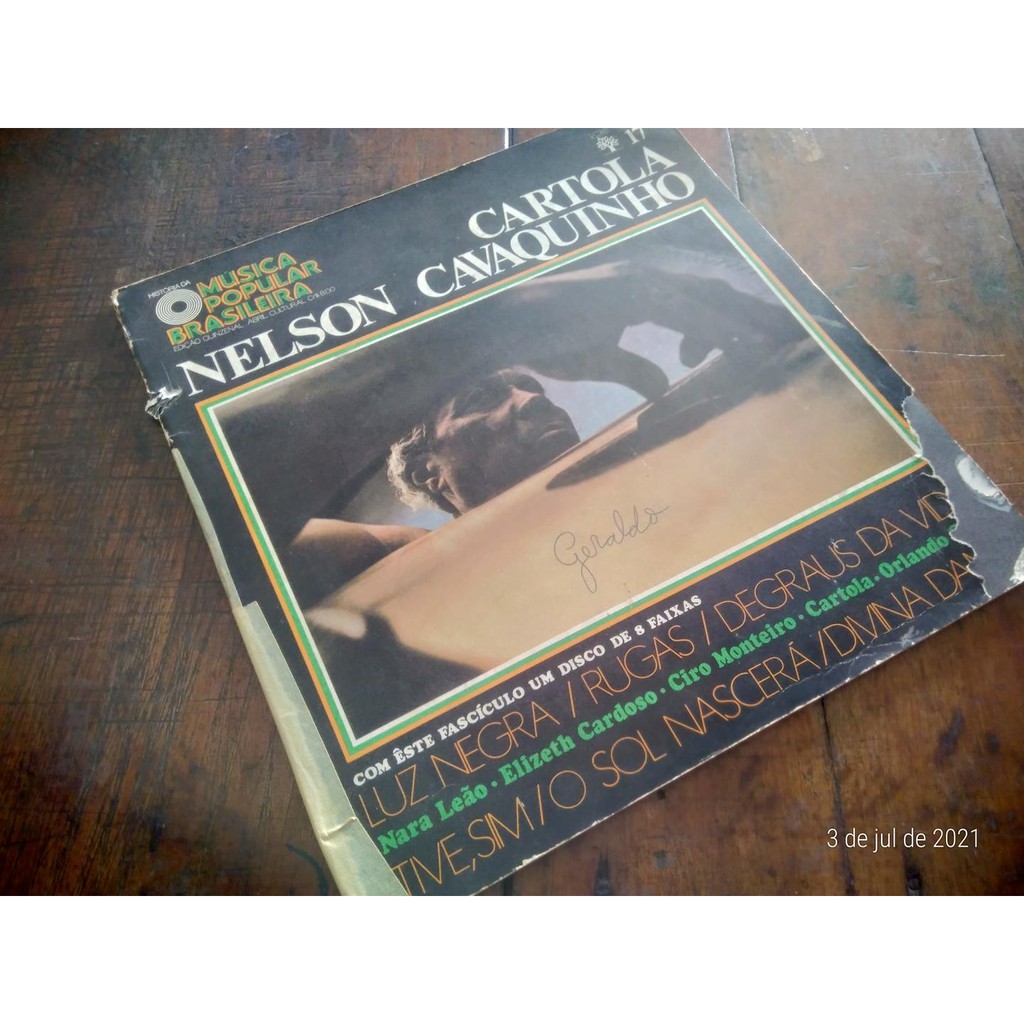 17
CARTOLA
NELSON CAVAQUINHO
HISTÓRIA DA
MÚSICA
POPULAR
BRASILEIRA
EDIÇÃO QUINZENAL ABRIL CULTURAL
Geraldo
COM ÊSTE FASCÍCULO UM DISCO DE 8 FAIXAS
LUZ NEGRA / RUGAS / DEGRAUS DA VID
Nara Leão • Elizeth Cardoso • Ciro Monteiro • Cartola • Orlando
TIVE, SIM / O SOL NASCERÁ / DIVINA DA
3 de jul de 2021